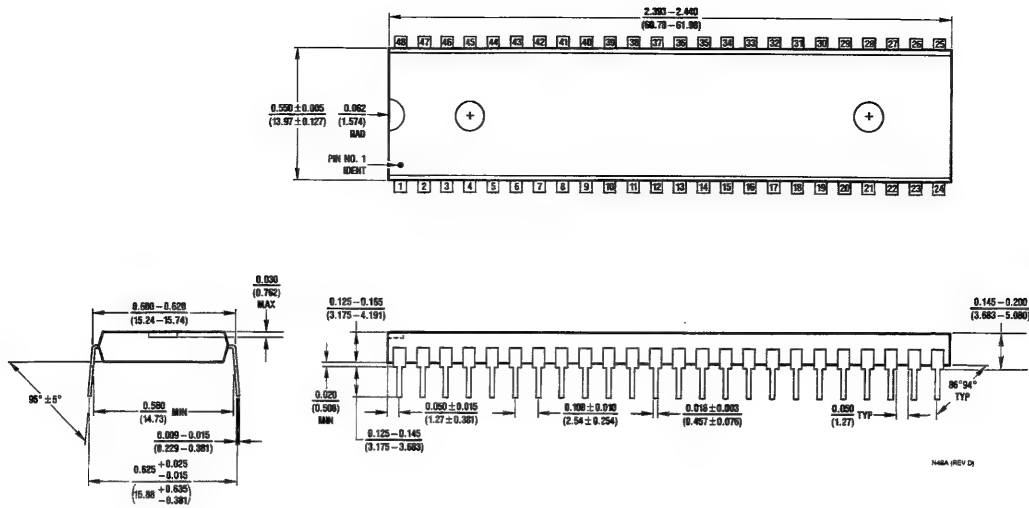 2.393–2.440
(60.78–61.98)
48 47 46 45 44 43 42 41 40 39 38 37 36 35 34 33 32 31 30 29 28 27 26 25
0.550 ± 0.005
(13.97 ± 0.127)
0.062
(1.574)
RAD
PIN NO. 1
IDENT
1 2 3 4 5 6 7 8 9 10 11 12 13 14 15 16 17 18 19 20 21 22 23 24
0.030
(0.762)
MAX
0.600–0.620
(15.24–15.74)
95° ±5°
0.580 MIN
(14.73)
0.009–0.015
(0.229–0.381)
0.625 +0.025 −0.015
(15.88 +0.635 −0.381)
0.125–0.165
(3.175–4.191)
0.145–0.200
(3.683–5.080)
0.020
(0.508)
MIN
0.125–0.145
(3.175–3.683)
0.050 ± 0.015
(1.27 ± 0.381)
0.100 ± 0.010
(2.54 ± 0.254)
0.018 ± 0.003
(0.457 ± 0.076)
0.050
(1.27)
TYP
86°94°
TYP
N48A (REV D)